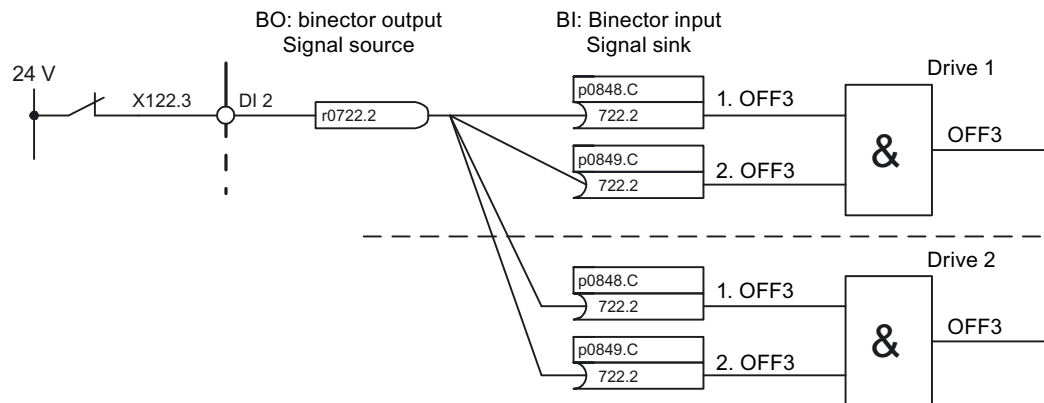 BO: binector output
Signal source
BI: Binector input
Signal sink
24 V
X122.3
DI 2
r0722.2
Drive 1
p0848.C
722.2
1. OFF3
p0849.C
722.2
2. OFF3
&
OFF3
Drive 2
p0848.C
722.2
1. OFF3
p0849.C
722.2
2. OFF3
&
OFF3